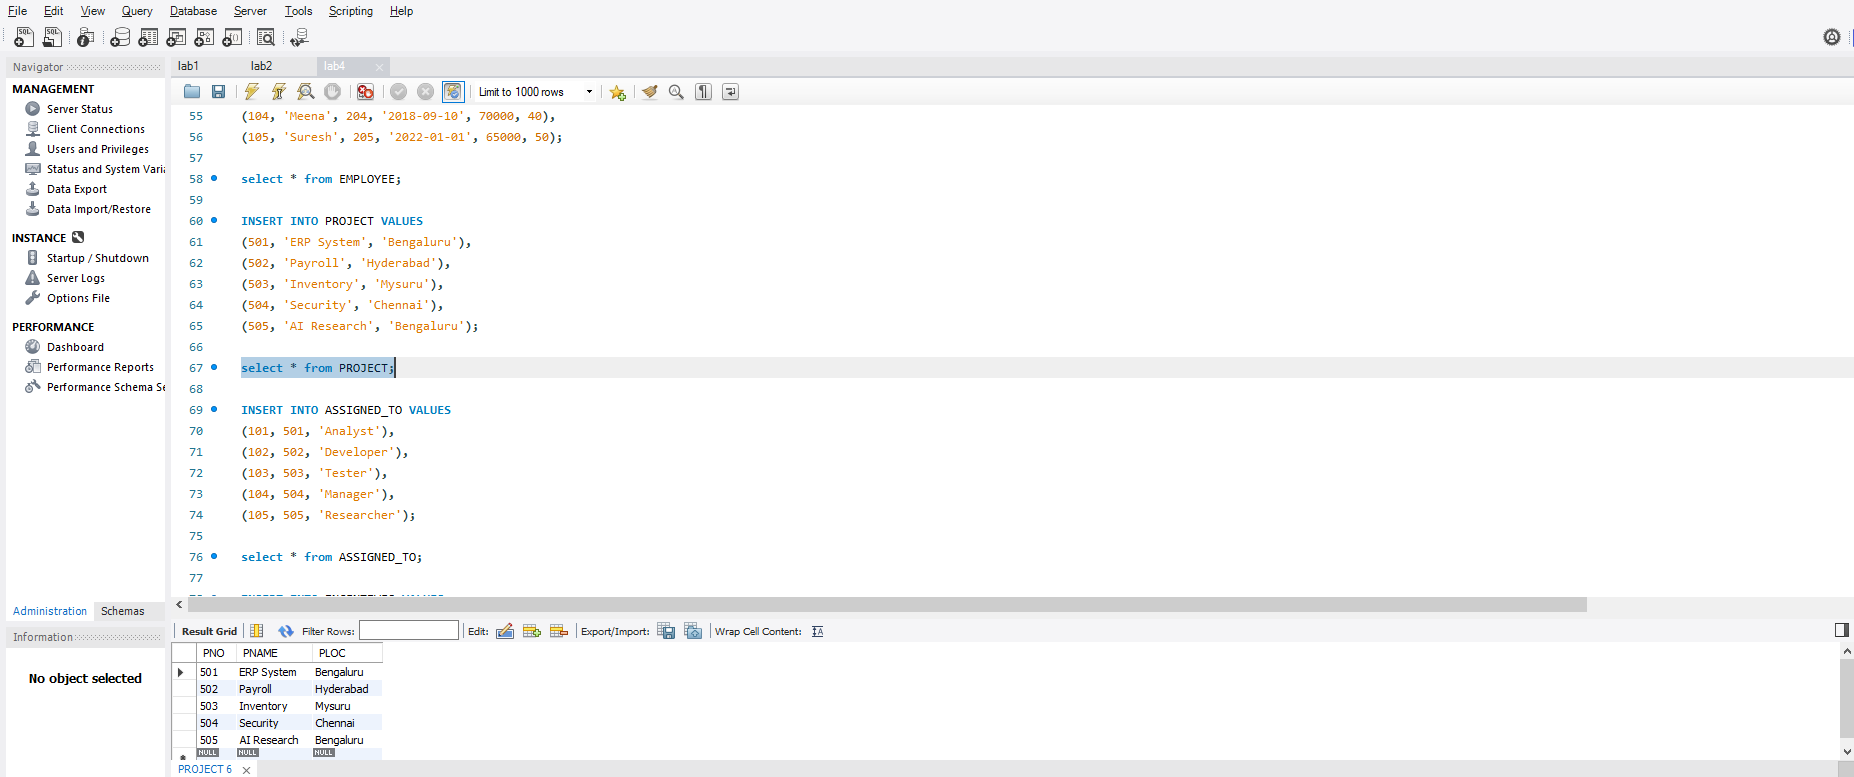 File Edit View Query Database Server Tools Scripting Help
Navigator
MANAGEMENT
Server Status
Client Connections
Users and Privileges
Status and System Varia
Data Export
Data Import/Restore
INSTANCE
Startup / Shutdown
Server Logs
Options File
PERFORMANCE
Dashboard
Performance Reports
Performance Schema Se
Administration Schemas
Information
No object selected
lab1 lab2 lab4
Limit to 1000 rows
55 (104, 'Meena', 204, '2018-09-10', 70000, 40),
56 (105, 'Suresh', 205, '2022-01-01', 65000, 50);
57
58 select * from EMPLOYEE;
59
60 INSERT INTO PROJECT VALUES
61 (501, 'ERP System', 'Bengaluru'),
62 (502, 'Payroll', 'Hyderabad'),
63 (503, 'Inventory', 'Mysuru'),
64 (504, 'Security', 'Chennai'),
65 (505, 'AI Research', 'Bengaluru');
66
67 select * from PROJECT;
68
69 INSERT INTO ASSIGNED_TO VALUES
70 (101, 501, 'Analyst'),
71 (102, 502, 'Developer'),
72 (103, 503, 'Tester'),
73 (104, 504, 'Manager'),
74 (105, 505, 'Researcher');
75
76 select * from ASSIGNED_TO;
77
Result Grid Filter Rows: Edit: Export/Import: Wrap Cell Content:
PNO PNAME PLOC
501 ERP System Bengaluru
502 Payroll Hyderabad
503 Inventory Mysuru
504 Security Chennai
505 AI Research Bengaluru
NULL NULL NULL
PROJECT 6